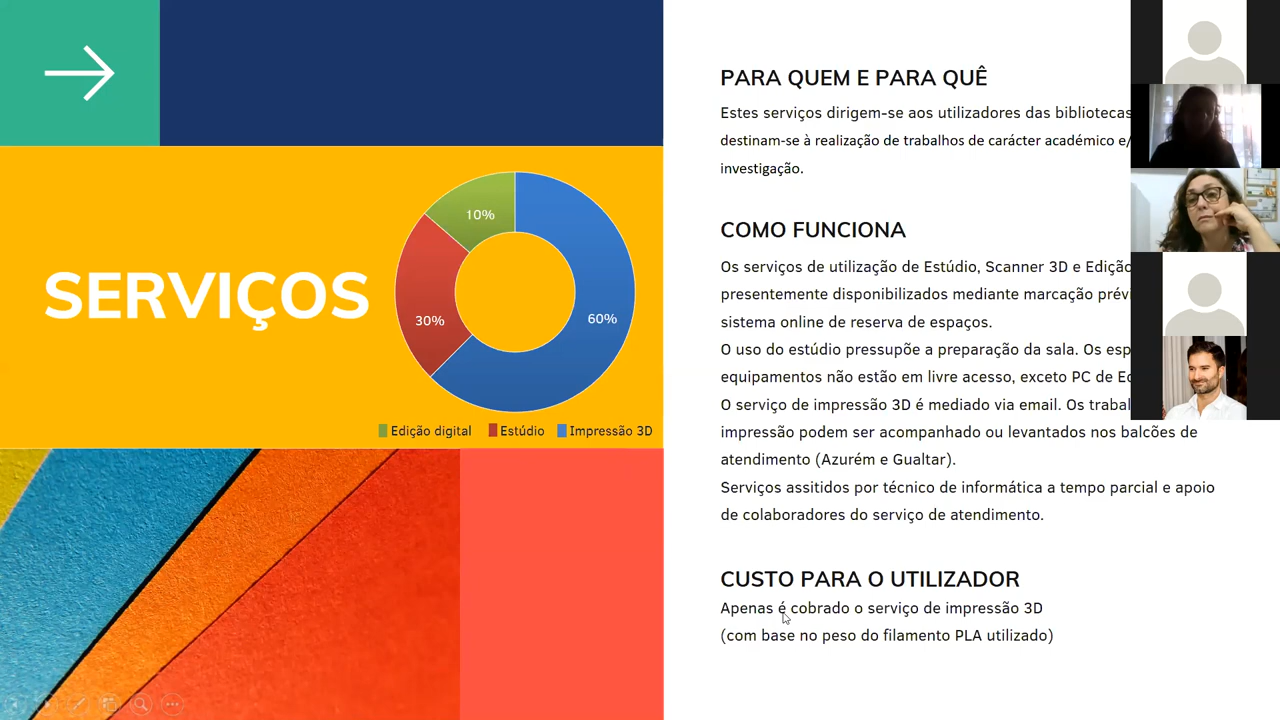 SERVIÇOS
10%
30%
60%
Edição digital
Estúdio
Impressão 3D
PARA QUEM E PARA QUÊ
Estes serviços dirigem-se aos utilizadores das bibliotecas
destinam-se à realização de trabalhos de carácter académico e/
investigação.
COMO FUNCIONA
Os serviços de utilização de Estúdio, Scanner 3D e Edição
presentemente disponibilizados mediante marcação
sistema online de reserva de espaços.
O uso do estúdio pressupõe a preparação da sala. Os
equipamentos não estão em livre acesso, exceto PC de
O serviço de impressão 3D é mediado via email. Os
impressão podem ser acompanhado ou levantados nos balcões de
atendimento (Azurém e Gualtar).
Serviços assitidos por técnico de informática a tempo parcial e apoio
de colaboradores do serviço de atendimento.
CUSTO PARA O UTILIZADOR
Apenas é cobrado o serviço de impressão 3D
(com base no peso do filamento PLA utilizado)